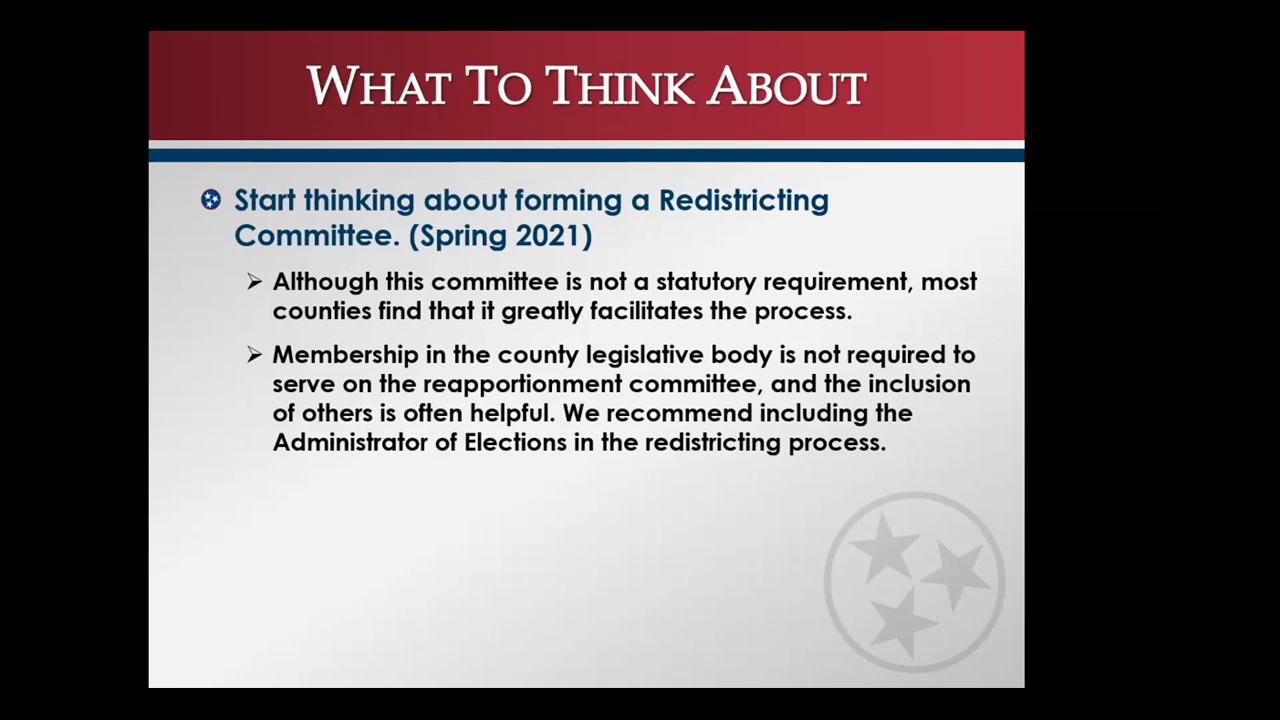 WHAT TO THINK ABOUT
Start thinking about forming a Redistricting
Committee. (Spring 2021)
Although this committee is not a statutory requirement, most
counties find that it greatly facilitates the process.
Membership in the county legislative body is not required to
serve on the reapportionment committee, and the inclusion
of others is often helpful. We recommend including the
Administrator of Elections in the redistricting process.